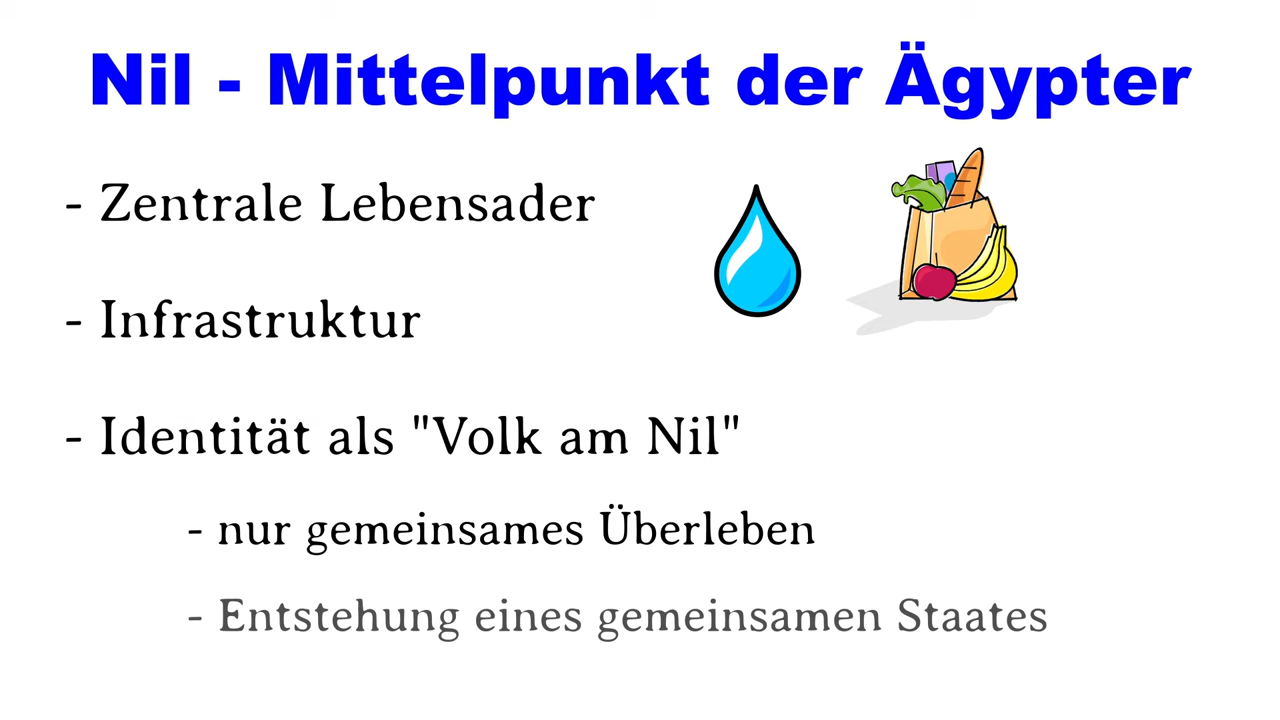 Nil - Mittelpunkt der Ägypter
- Zentrale Lebensader
- Infrastruktur
- Identität als "Volk am Nil"
- nur gemeinsames Überleben
- Entstehung eines gemeinsamen Staates